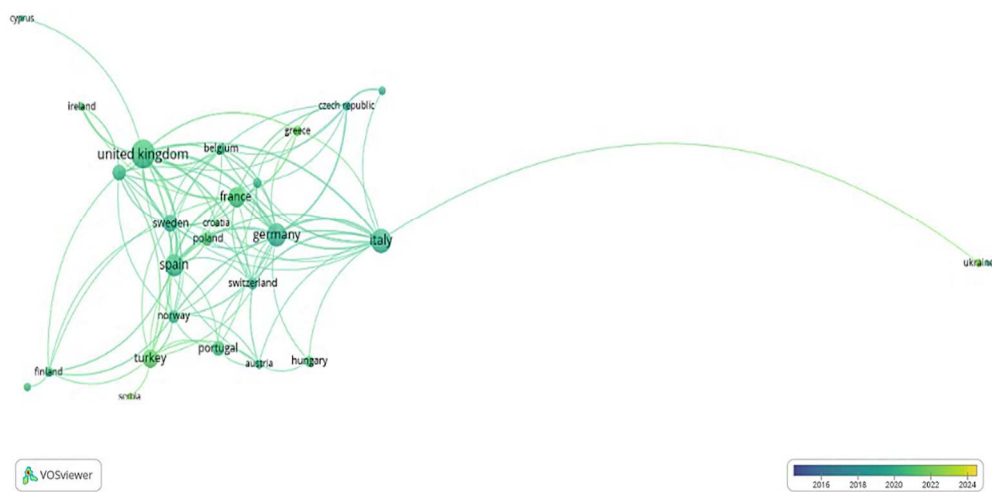 cyprus
ireland
czech republic
greece
united kingdom
belgium
france
sweden
croatia
poland
germany
italy
spain
ukraine
switzerland
norway
turkey
portugal
austria
hungary
finland
serbia
VOSviewer
2016 2018 2020 2022 2024